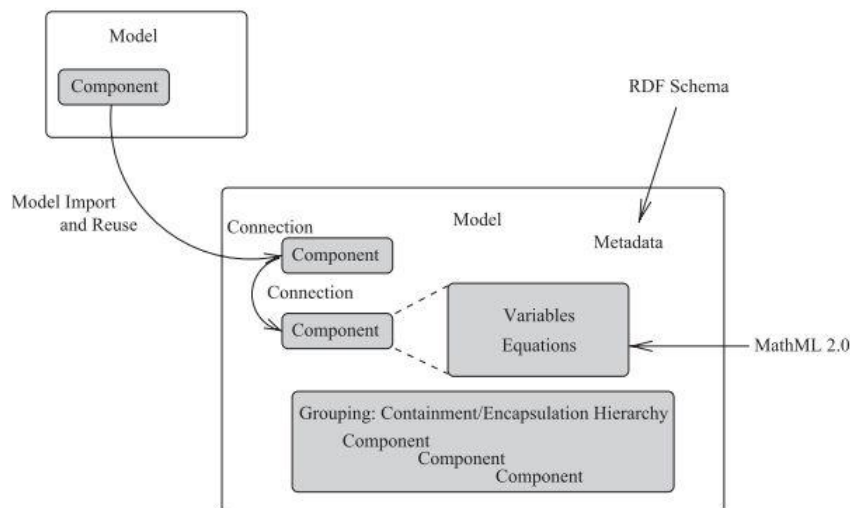 Model
Component
RDF Schema
Model Import
and Reuse
Connection
Model
Metadata
Component
Connection
Component
Variables
Equations
MathML 2.0
Grouping: Containment/Encapsulation Hierarchy
Component
Component
Component